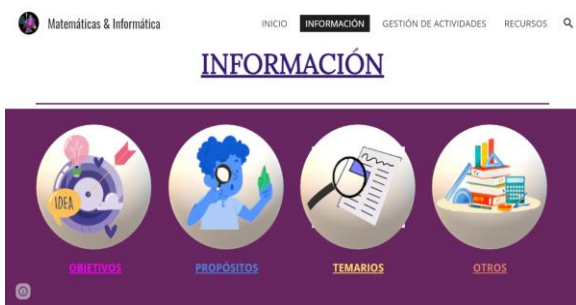 Matemáticas & Informática INICIO INFORMACIÓN GESTIÓN DE ACTIVIDADES RECURSOS
INFORMACIÓN
IDEA
OBJETIVOS PROPÓSITOS TEMARIOS OTROS